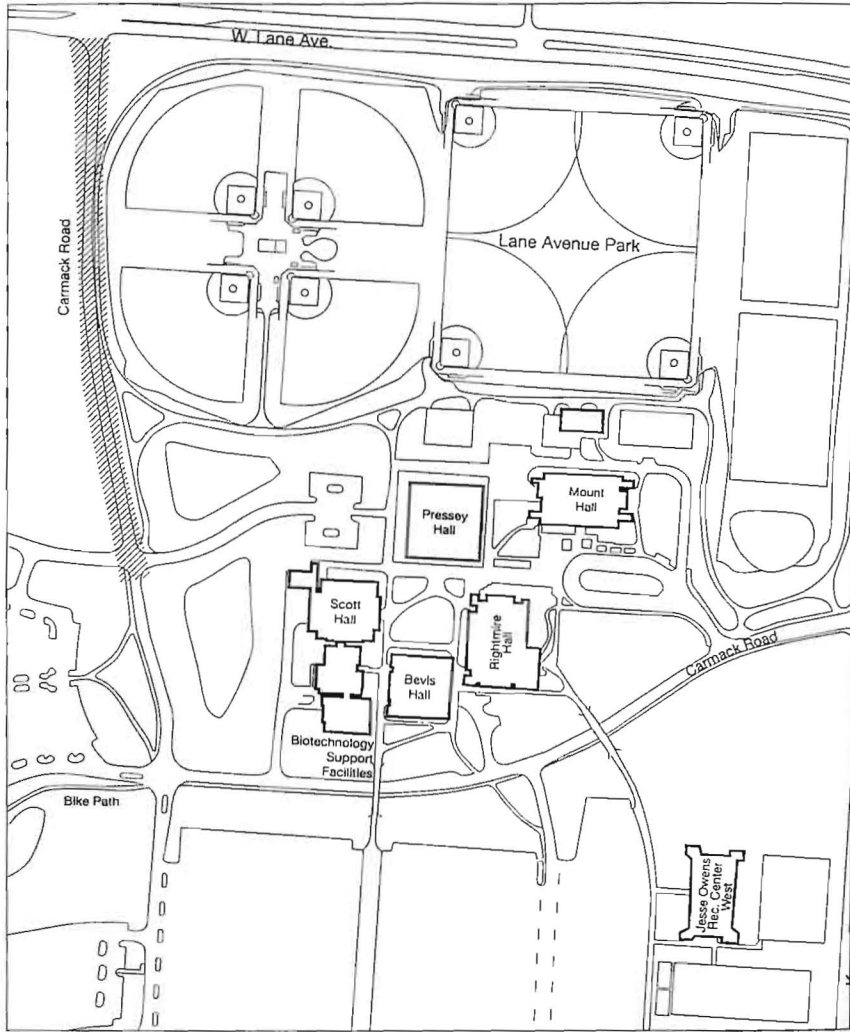 W. Lane Ave.
Carmack Road
Lane Avenue Park
Mount
Hall
Pressey
Hall
Scott
Hall
Rightmire
Hall
Carmack Road
Bevis
Hall
Biotechnology
Support
Facilities
Bike Path
Jesse Owens
Rec. Center
West